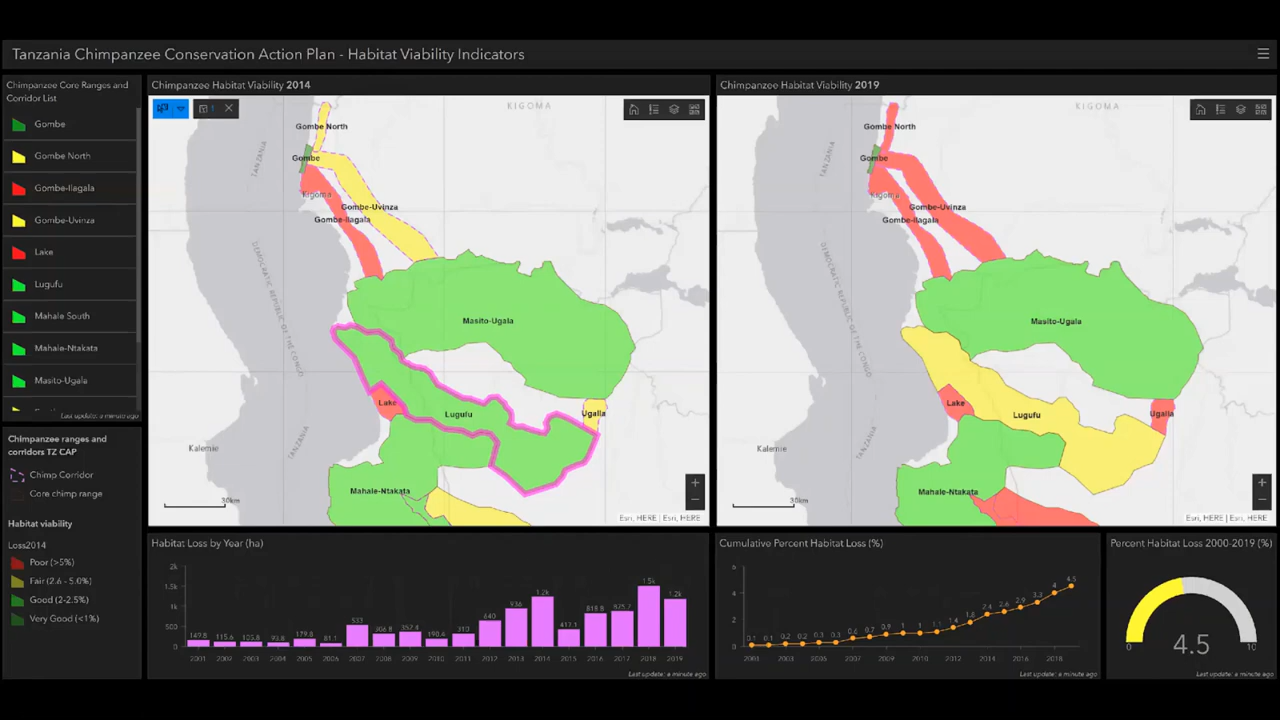 Tanzania Chimpanzee Conservation Action Plan - Habitat Viability Indicators
Chimpanzee Core Ranges and
Corridor List
Gombe
Gombe North
Gombe-Ilagala
Gombe-Uvinza
Lake
Lugufu
Mahale South
Mahale-Ntakata
Masito-Ugala
Last update: a minute ago
Chimpanzee ranges and
corridors TZ CAP
Chimp Corridor
Core chimp range
Habitat viability
Loss2014
Poor (>5%)
Fair (2.6 - 5.0%)
Good (2-2.5%)
Very Good (<1%)
Chimpanzee Habitat Viability 2014
1
KIGOMA
Gombe North
TANZANIA
Gombe
Kigoma
Gombe-Uvinza
Gombe-Ilagala
DEMOCRATIC REPUBLIC OF THE CONGO
Masito-Ugala
Lake
Lugufu
Ugalla
TANZANIA
Kalemie
Mahale-Ntakata
30km
+
−
Esri, HERE | Esri, HERE
Chimpanzee Habitat Viability 2019
KIGOMA
Gombe North
TANZANIA
Gombe
Kigoma
Gombe-Uvinza
Gombe-Ilagala
DEMOCRATIC REPUBLIC OF THE CONGO
Masito-Ugala
Lake
Lugufu
Ugalla
TANZANIA
Kalemie
Mahale-Ntakata
30km
+
−
Esri, HERE | Esri, HERE
Habitat Loss by Year (ha)
2k
1.5k
1k
500
0
149.8 115.6 93.8 179.8 81.1 533 306.8 357.4 190.4 310 640 936 1.2k 417.1 818.8 1.5k 1.2k
2001 2002 2003 2004 2005 2006 2007 2008 2009 2010 2011 2012 2013 2014 2015 2016 2017 2018 2019
Last update: a minute ago
Cumulative Percent Habitat Loss (%)
6
4
2
0
0.1 0.1 0.2 0.2 0.3 0.3 0.6 0.7 0.9 1 1 1.1 1.4 1.8 2.4 2.6 2.9 3.3 4 4.5
2003 2005 2007 2009 2010 2012 2014 2016 2018
Last update: a minute ago
Percent Habitat Loss 2000-2019 (%)
4.5
0 10
Last update: a minute ago